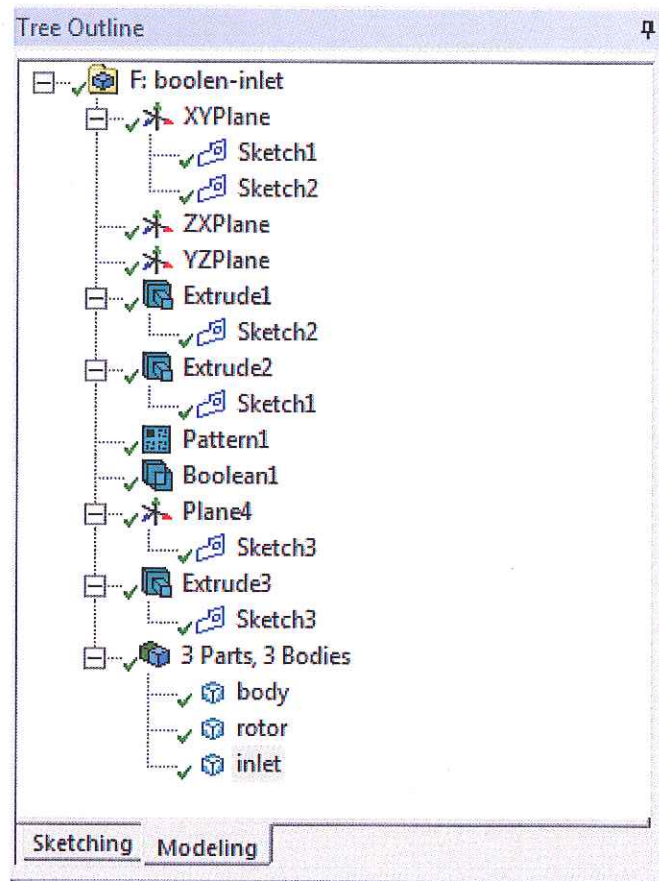 Tree Outline
F: boolen-inlet
XYPlane
Sketch1
Sketch2
ZXPlane
YZPlane
Extrude1
Sketch2
Extrude2
Sketch1
Pattern1
Boolean1
Plane4
Sketch3
Extrude3
Sketch3
3 Parts, 3 Bodies
body
rotor
inlet
Sketching Modeling